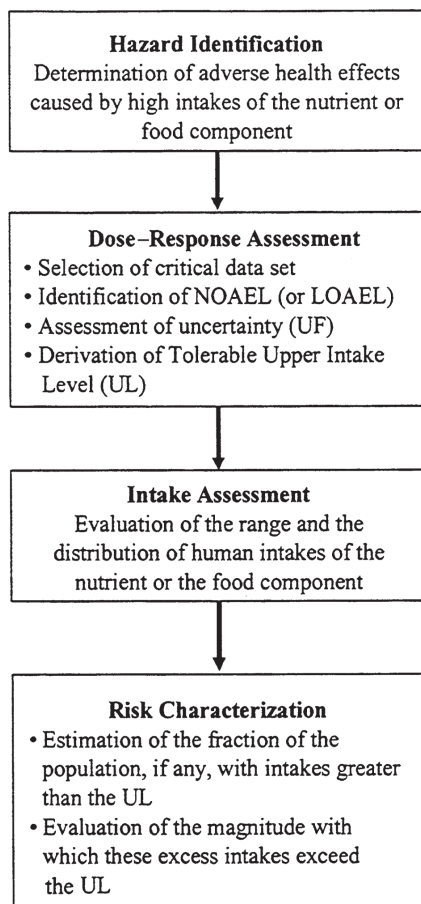 Hazard Identification
Determination of adverse health effects
caused by high intakes of the nutrient or
food component
Dose–Response Assessment
• Selection of critical data set
• Identification of NOAEL (or LOAEL)
• Assessment of uncertainty (UF)
• Derivation of Tolerable Upper Intake
Level (UL)
Intake Assessment
Evaluation of the range and the
distribution of human intakes of the
nutrient or the food component
Risk Characterization
• Estimation of the fraction of the
population, if any, with intakes greater
than the UL
• Evaluation of the magnitude with
which these excess intakes exceed
the UL